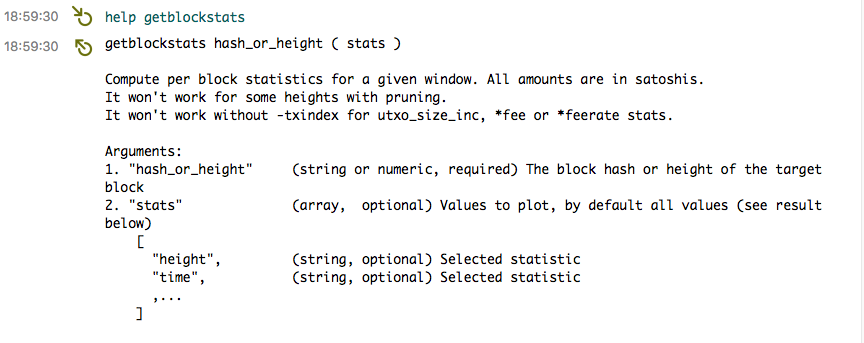 18:59:30 help getblockstats
18:59:30 getblockstats hash_or_height ( stats )
Compute per block statistics for a given window. All amounts are in satoshis.
It won't work for some heights with pruning.
It won't work without -txindex for utxo_size_inc, *fee or *feerate stats.
Arguments:
1. "hash_or_height"     (string or numeric, required) The block hash or height of the target
block
2. "stats"              (array,  optional) Values to plot, by default all values (see result
below)
    [
      "height",         (string, optional) Selected statistic
      "time",           (string, optional) Selected statistic
      ,...
    ]